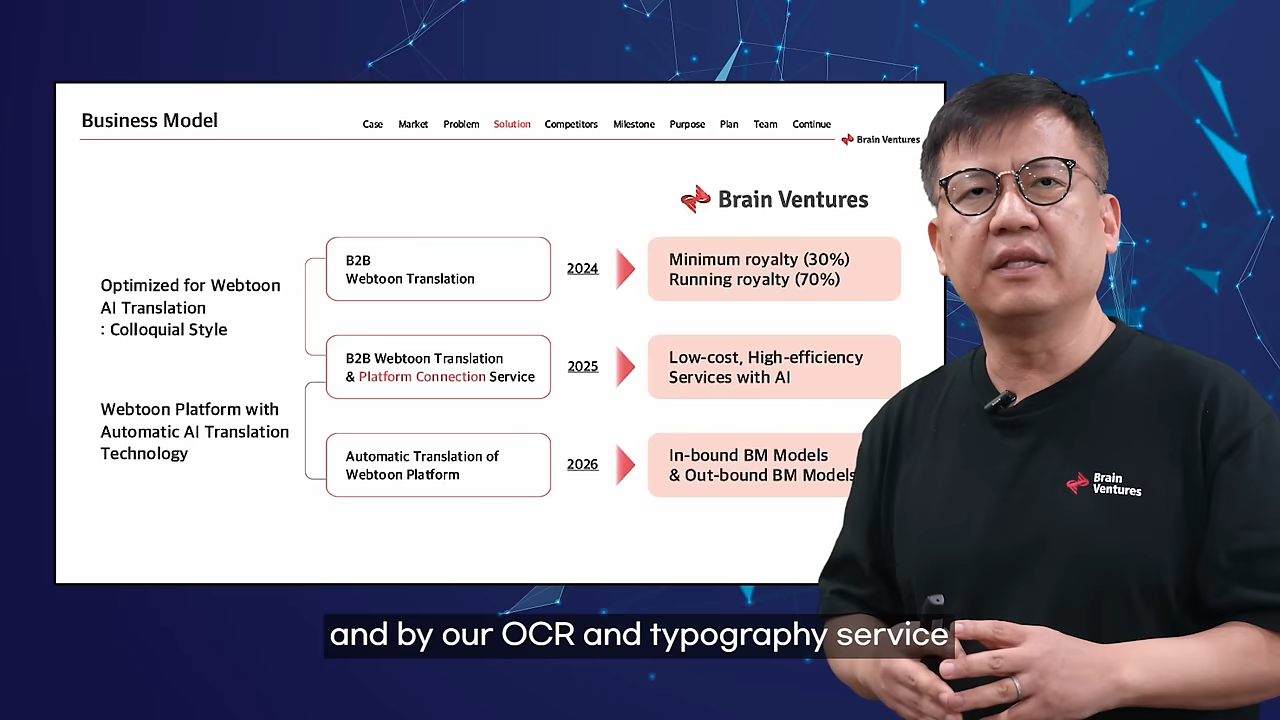 Business Model
Case Market Problem Solution Competitors Milestone Purpose Plan Team Continue
Brain Ventures
Brain Ventures
Optimized for Webtoon
AI Translation
: Colloquial Style
Webtoon Platform with
Automatic AI Translation
Technology
B2B
Webtoon Translation
2024
Minimum royalty (30%)
Running royalty (70%)
B2B Webtoon Translation
& Platform Connection Service
2025
Low-cost, High-efficiency
Services with AI
Automatic Translation of
Webtoon Platform
2026
In-bound BM Models
& Out-bound BM Models
Brain
Ventures
and by our OCR and typography service